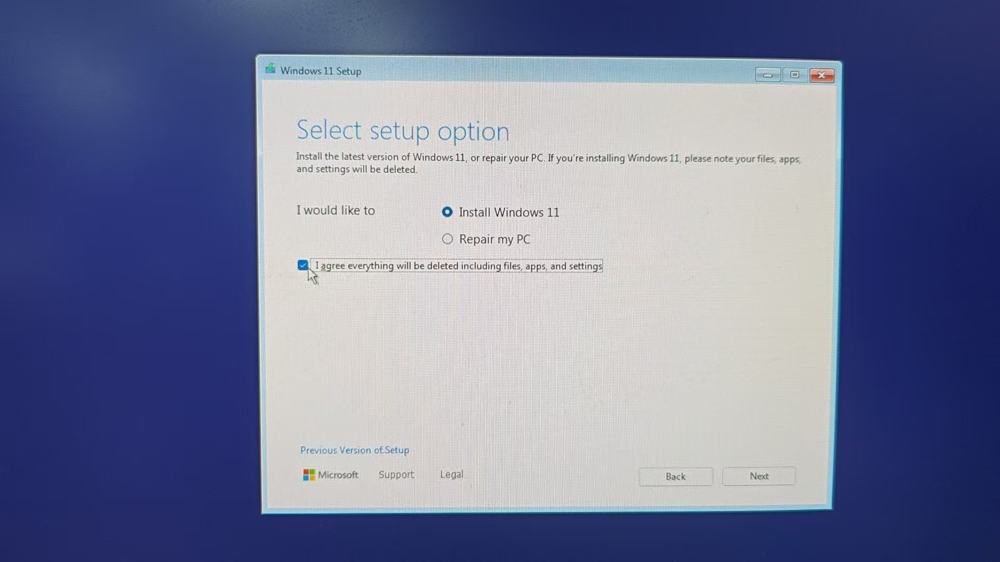 Windows 11 Setup
Select setup option
Install the latest version of Windows 11, or repair your PC. If you're installing Windows 11, please note your files, apps,
and settings will be deleted.
I would like to
Install Windows 11
Repair my PC
I agree everything will be deleted including files, apps, and settings
Previous Version of Setup
Microsoft Support Legal
Back Next